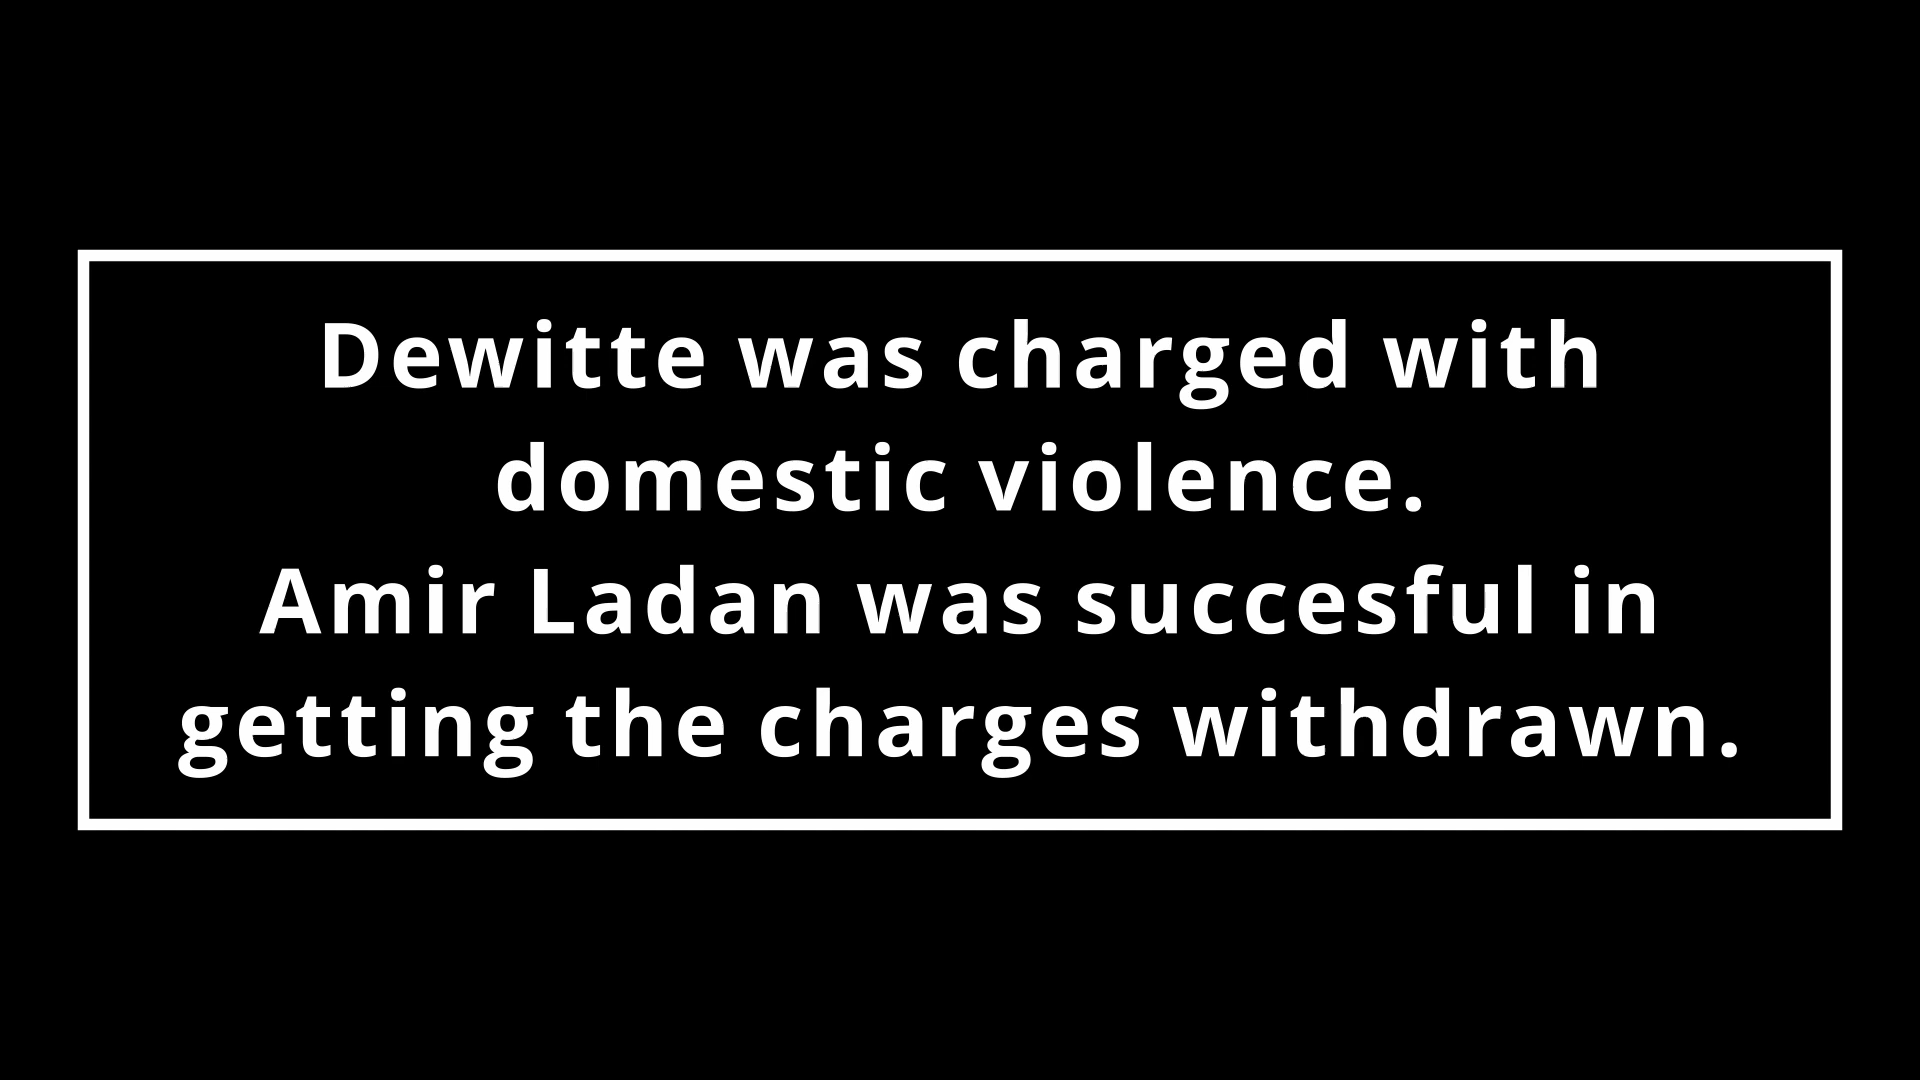 Dewitte was charged with
domestic violence.
Amir Ladan was succesful in
getting the charges withdrawn.